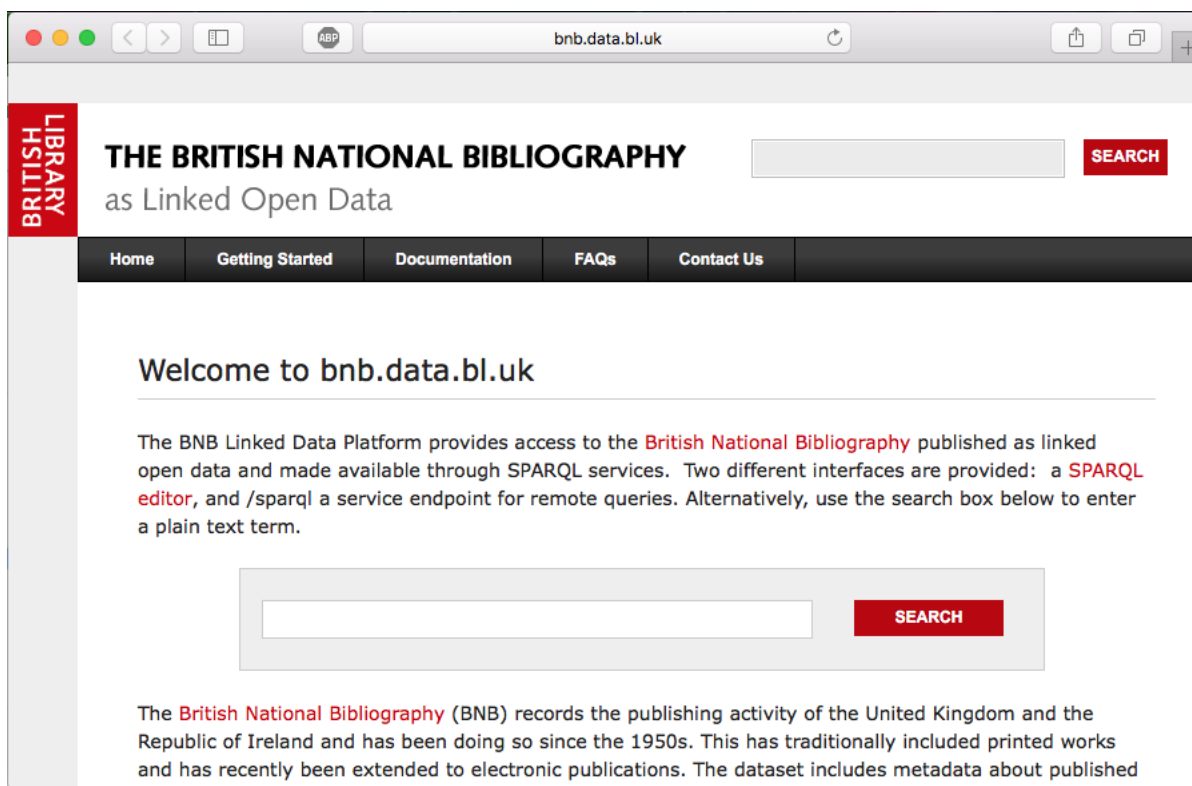 ABP
bnb.data.bl.uk
BRITISH
LIBRARY
THE BRITISH NATIONAL BIBLIOGRAPHY
SEARCH
as Linked Open Data
Home Getting Started Documentation FAQs Contact Us
Welcome to bnb.data.bl.uk
The BNB Linked Data Platform provides access to the British National Bibliography published as linked
open data and made available through SPARQL services.  Two different interfaces are provided:  a SPARQL
editor, and /sparql a service endpoint for remote queries. Alternatively, use the search box below to enter
a plain text term.
SEARCH
The British National Bibliography (BNB) records the publishing activity of the United Kingdom and the
Republic of Ireland and has been doing so since the 1950s. This has traditionally included printed works
and has recently been extended to electronic publications. The dataset includes metadata about published